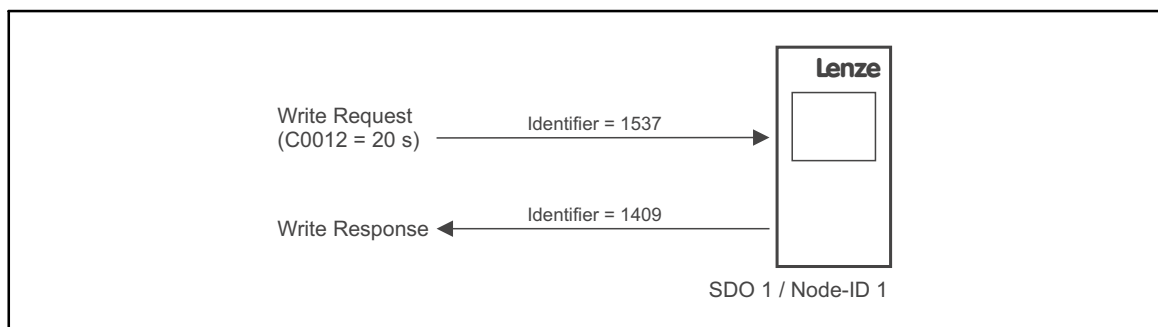 Lenze
Write Request
(C0012 = 20 s)
Identifier = 1537
Write Response
Identifier = 1409
SDO 1 / Node-ID 1